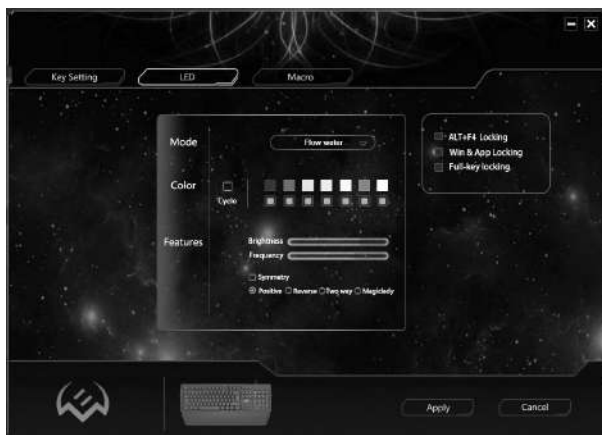 Key Setting
LED
Macro
Mode
Flow water
Color
Cycle
Features
Brightness
Frequency
Symmetry
Positive Reverse Two way Magiclady
ALT+F4 Locking
Win & App Locking
Full-key locking
Apply
Cancel